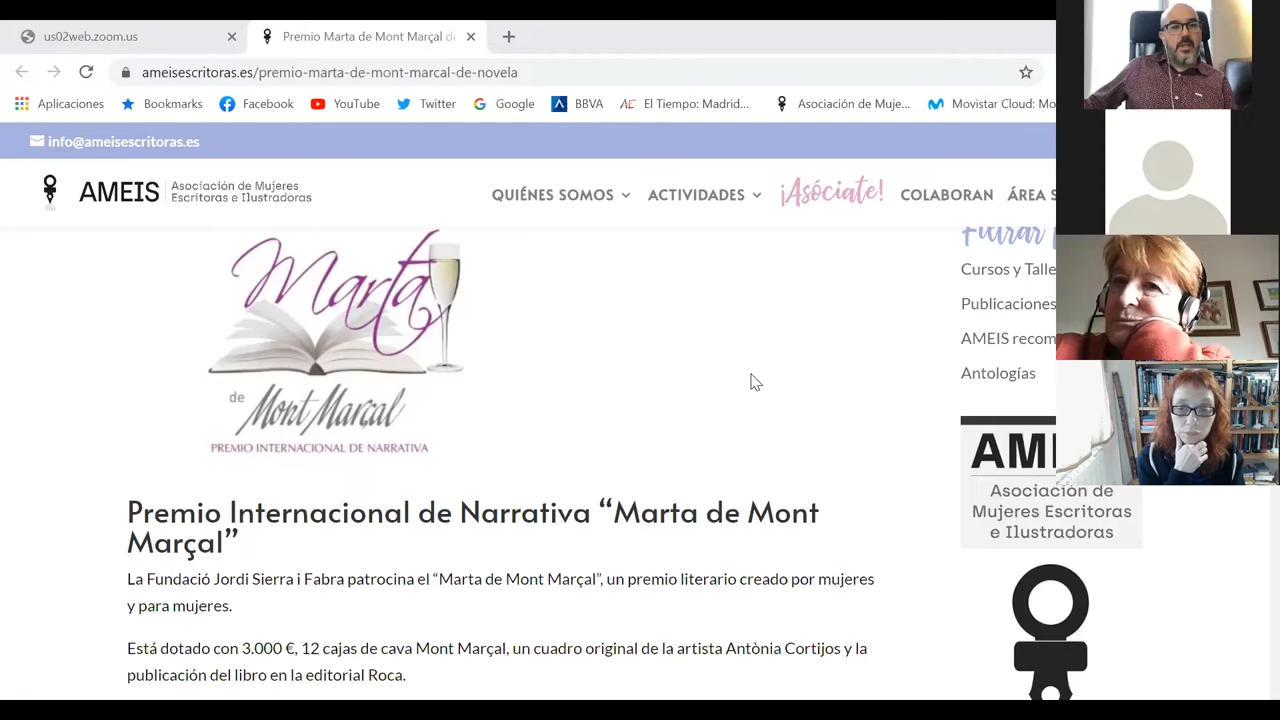 us02web.zoom.us
Premio Marta de Mont Marçal de
ameisescritoras.es/premio-marta-de-mont-marcal-de-novela
Aplicaciones
Bookmarks
Facebook
YouTube
Twitter
Google
BBVA
El Tiempo: Madrid...
Asociación de Muje...
Movistar Cloud: Mo
info@ameisescritoras.es
AMEIS
Asociación de Mujeres
Escritoras e Ilustradoras
QUIÉNES SOMOS
ACTIVIDADES
¡Asóciate!
COLABORAN
ÁREA S
Filtrar
Marta
de Mont Marçal
PREMIO INTERNACIONAL DE NARRATIVA
Premio Internacional de Narrativa “Marta de Mont
Marçal”
La Fundació Jordi Sierra i Fabra patrocina el “Marta de Mont Marçal”, un premio literario creado por mujeres
y para mujeres.
Está dotado con 3.000 €, 12 cajas de cava Mont Marçal, un cuadro original de la artista Antònia Cortijos y la
publicación del libro en la editorial Roca.
Cursos y Talle
Publicaciones
AMEIS recom
Antologías
AM
Asociación de
Mujeres Escritoras
e Ilustradoras